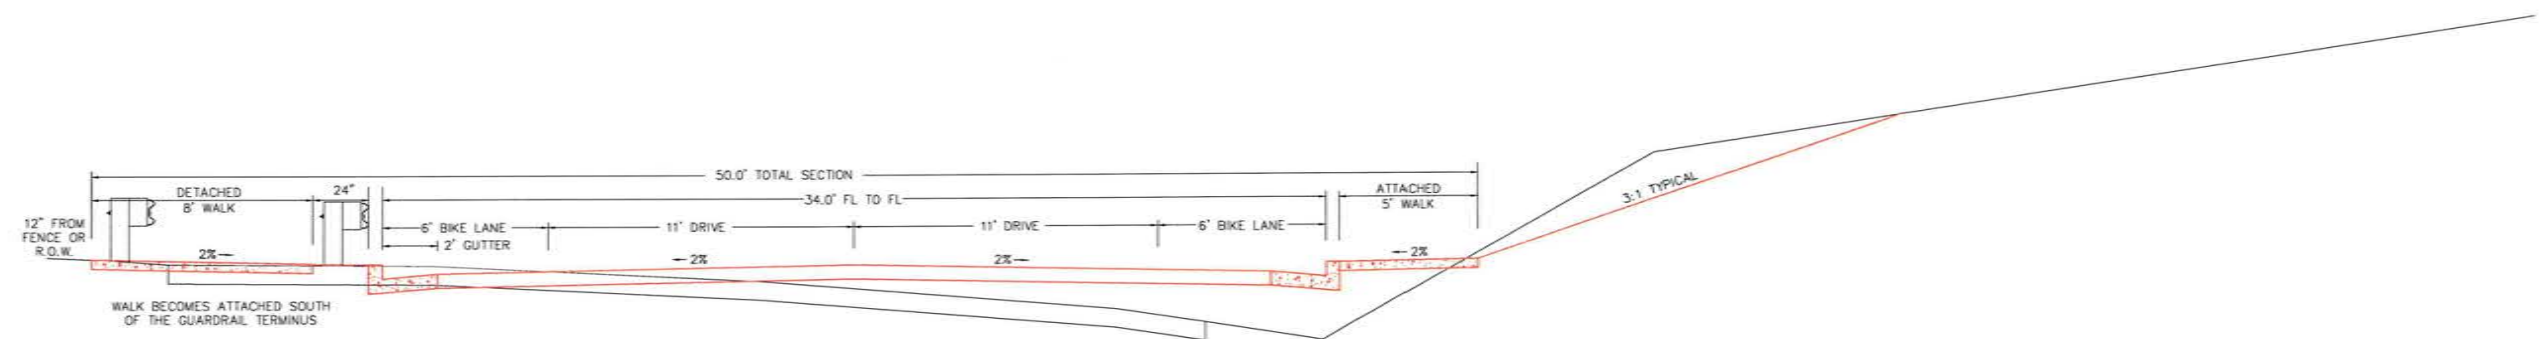 50.0' TOTAL SECTION
DETACHED
8' WALK
24"
34.0' FL TO FL
ATTACHED
5' WALK
3:1 TYPICAL
12" FROM
FENCE OR
R.O.W.
6' BIKE LANE
11' DRIVE
11' DRIVE
6' BIKE LANE
2' GUTTER
2%
2%
2%
2%
WALK BECOMES ATTACHED SOUTH
OF THE GUARDRAIL TERMINUS